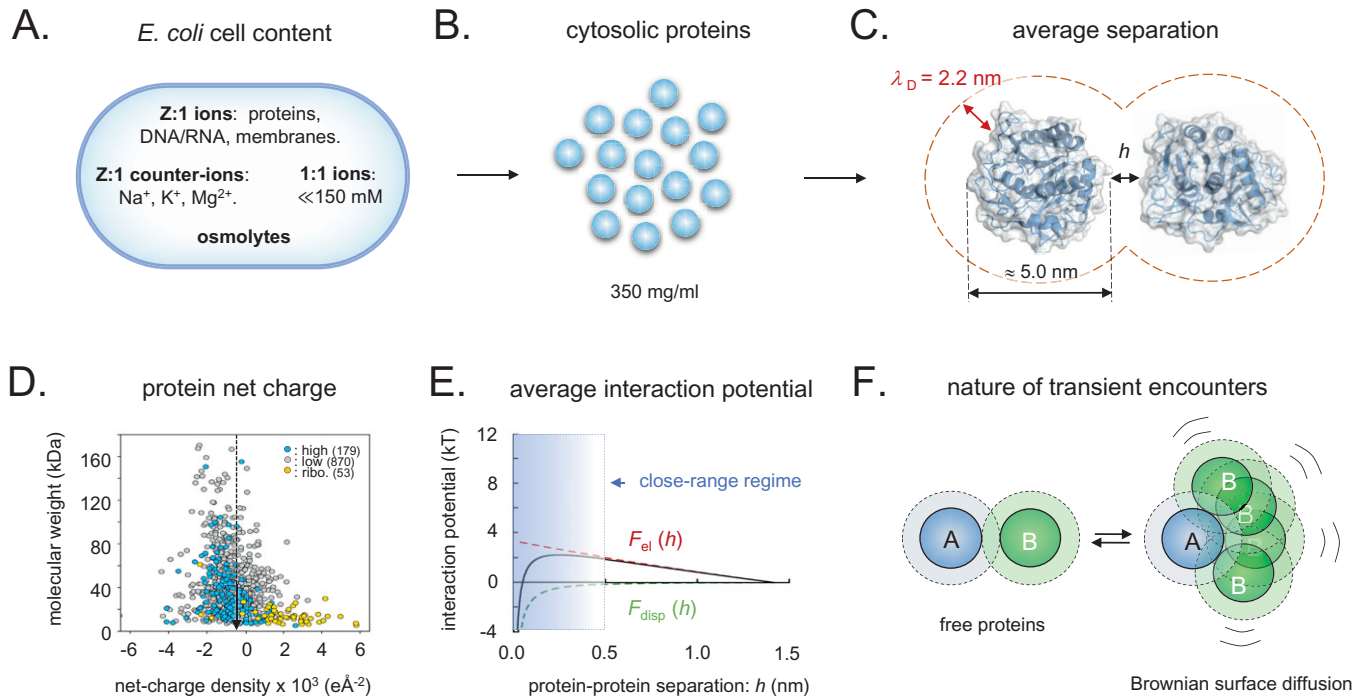 A.
E. coli cell content
Z:1 ions: proteins,
DNA/RNA, membranes.
Z:1 counter-ions:
Na⁺, K⁺, Mg²⁺.
1:1 ions:
≪150 mM
osmolytes
B.
cytosolic proteins
350 mg/ml
C.
average separation
λD = 2.2 nm
h
≈ 5.0 nm
D.
protein net charge
molecular weight (kDa)
160
120
80
40
0
: high (179)
: low (870)
: ribo. (53)
-6 -4 -2 0 2 4 6
net-charge density x 10³ (eÅ⁻²)
E.
average interaction potential
interaction potential (kT)
12
8
4
0
-4
close-range regime
Fel (h)
Fdisp (h)
0.0 0.5 1.0 1.5
protein-protein separation: h (nm)
F.
nature of transient encounters
A
B
free proteins
A
B
B
B
Brownian surface diffusion